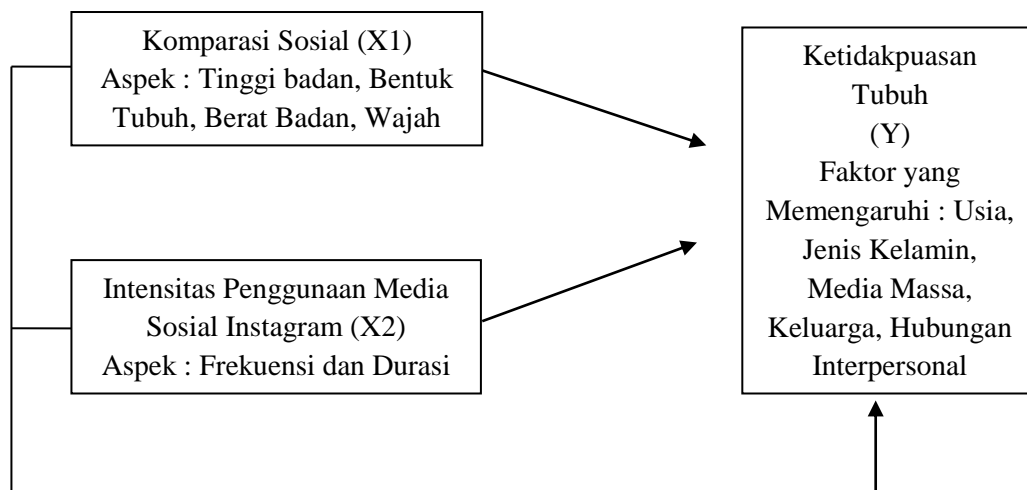 Komparasi Sosial (X1)
Aspek : Tinggi badan, Bentuk
Tubuh, Berat Badan, Wajah
Intensitas Penggunaan Media
Sosial Instagram (X2)
Aspek : Frekuensi dan Durasi
Ketidakpuasan
Tubuh
(Y)
Faktor yang
Memengaruhi : Usia,
Jenis Kelamin,
Media Massa,
Keluarga, Hubungan
Interpersonal